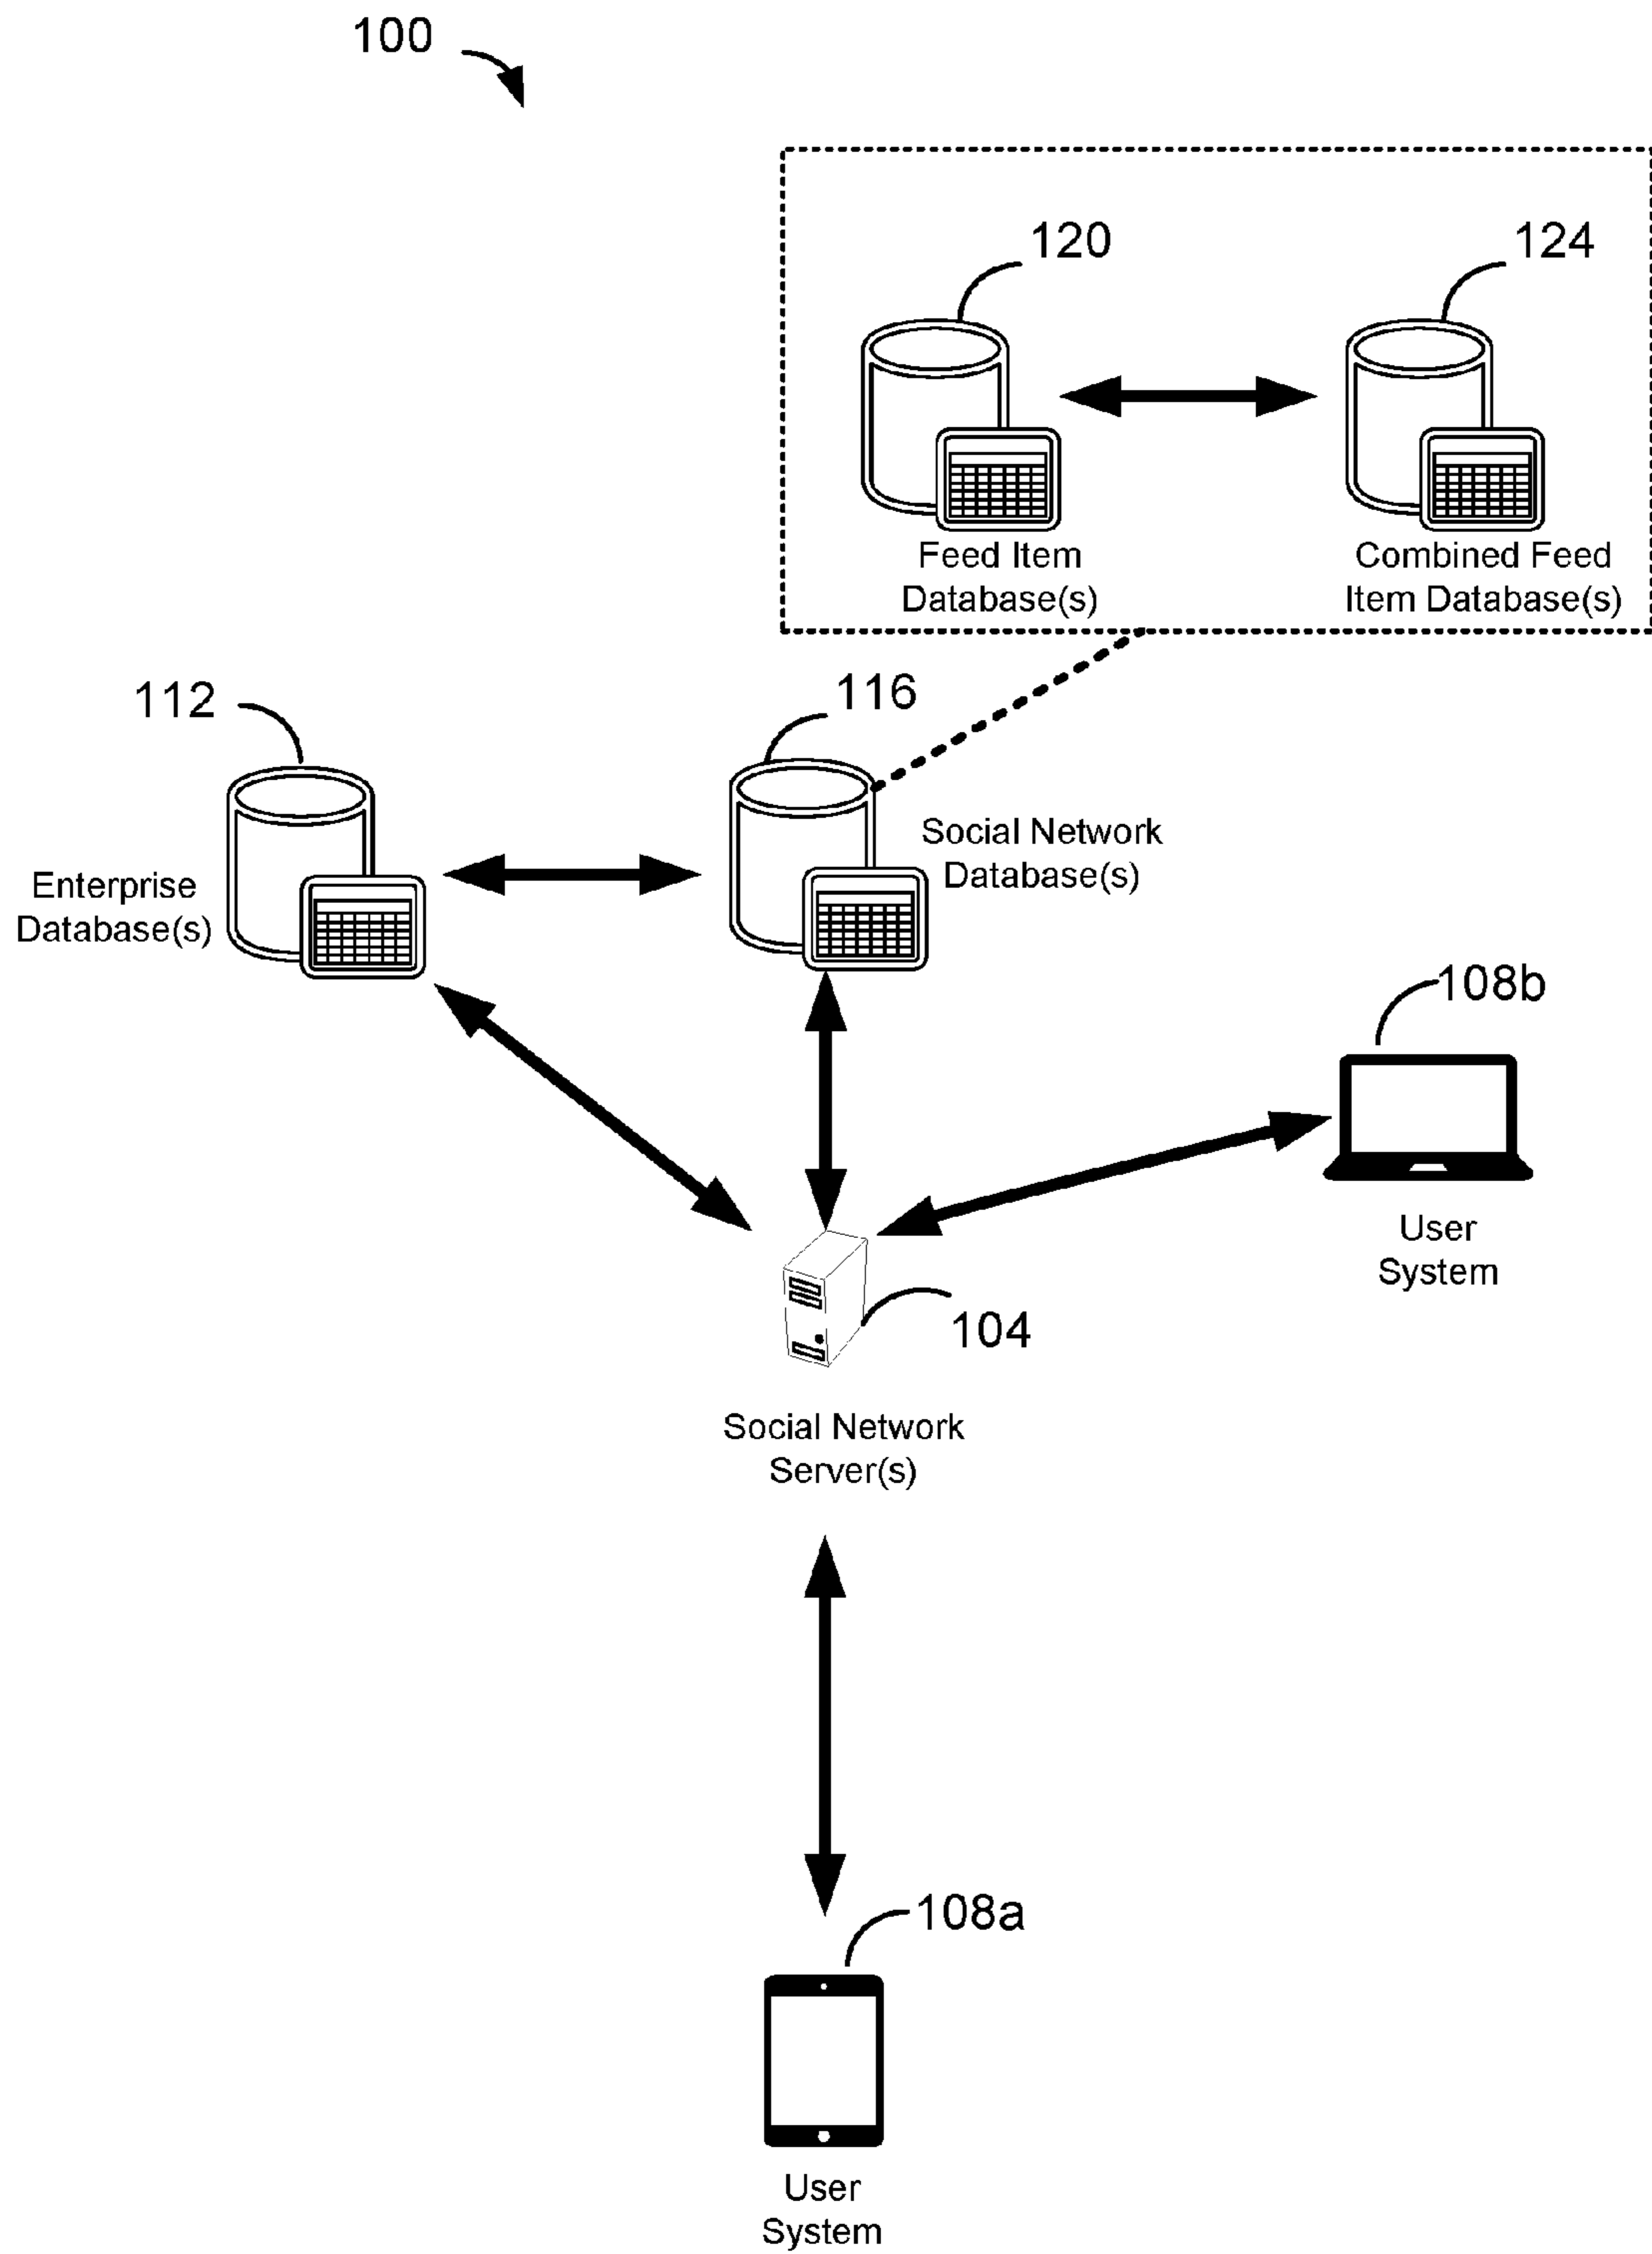 100
120
124
Feed Item
Database(s)
Combined Feed
Item Database(s)
112
116
Social Network
Database(s)
Enterprise
Database(s)
108b
User
System
104
Social Network
Server(s)
108a
User
System